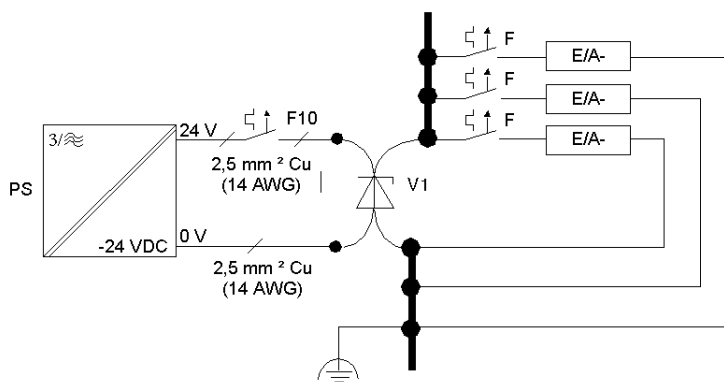 F
E/A-
F
E/A-
F
E/A-
3/≋
24 V
F10
2,5 mm ² Cu
(14 AWG)
V1
PS
0 V
-24 VDC
2,5 mm ² Cu
(14 AWG)